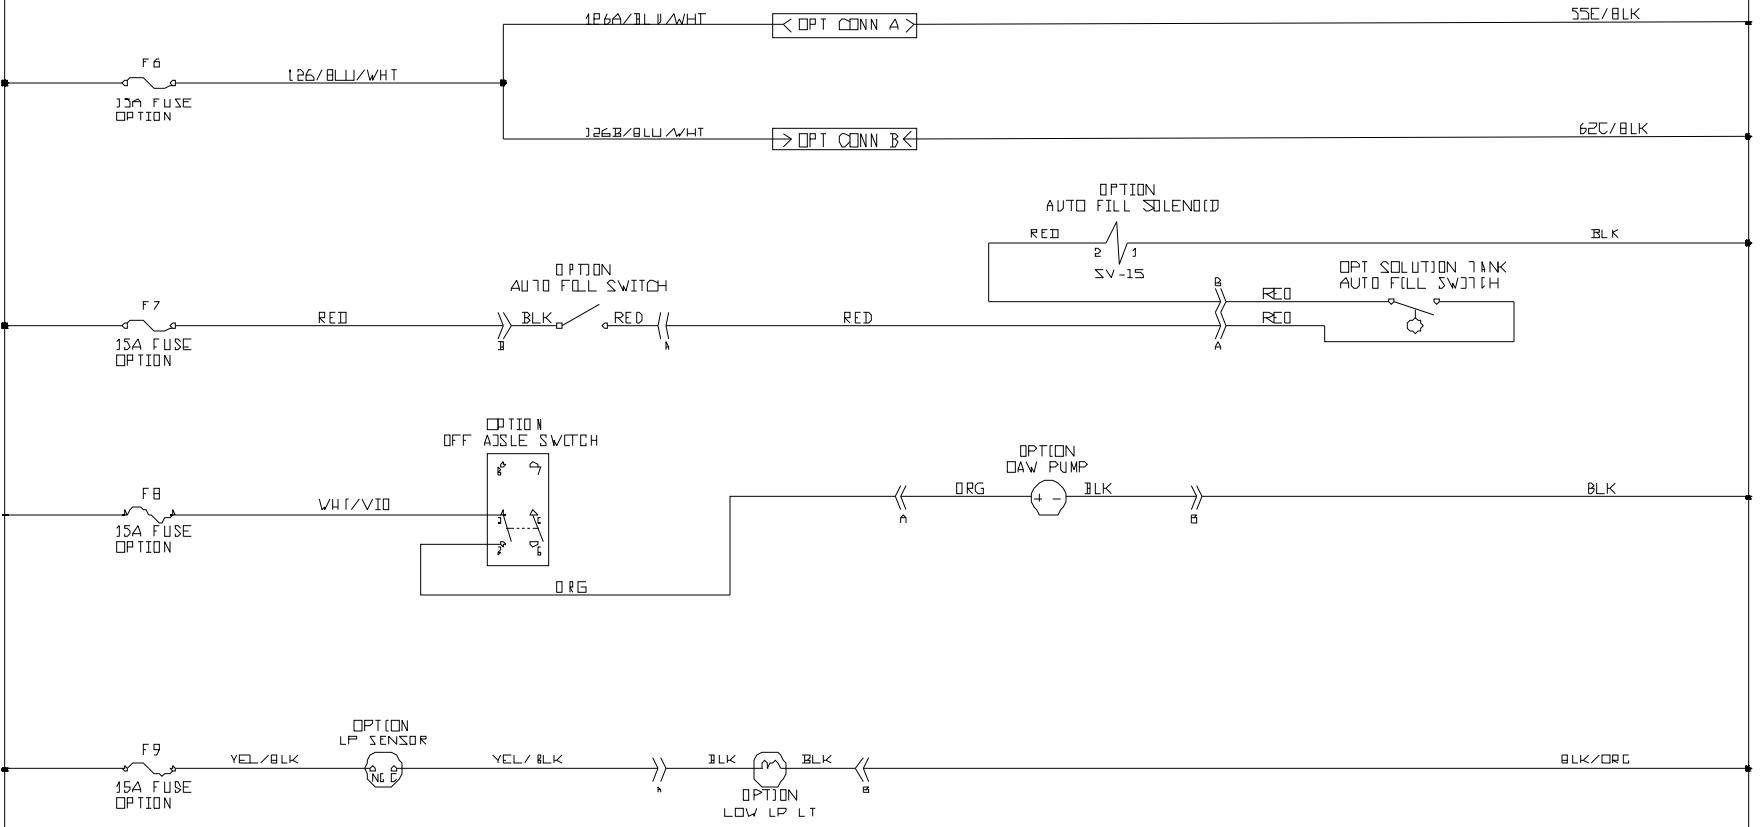 126A/BLU/WHT
OPT CONN A
55E/BLK
F6
126/BLU/WHT
15A FUSE
OPTION
126B/BLU/WHT
OPT CONN B
62C/BLK
OPTION
AUTO FILL SOLENOID
RED
2 1
BLK
SV-15
OPTION
AUTO FILL SWITCH
OPT SOLUTION TANK
AUTO FILL SWITCH
F7
RED
BLK
RED
RED
B
RED
RED
B
A
A
15A FUSE
OPTION
OPTION
OFF AISLE SWITCH
8 7
OPTION
OAW PUMP
F8
WHT/VIO
ORG
+ -
BLK
BLK
A
B
15A FUSE
OPTION
2
ORG
OPTION
LP SENSOR
F9
YEL/BLK
YEL/BLK
BLK
BLK
BLK/ORG
15A FUSE
OPTION
A
B
OPTION
LOW LP LT